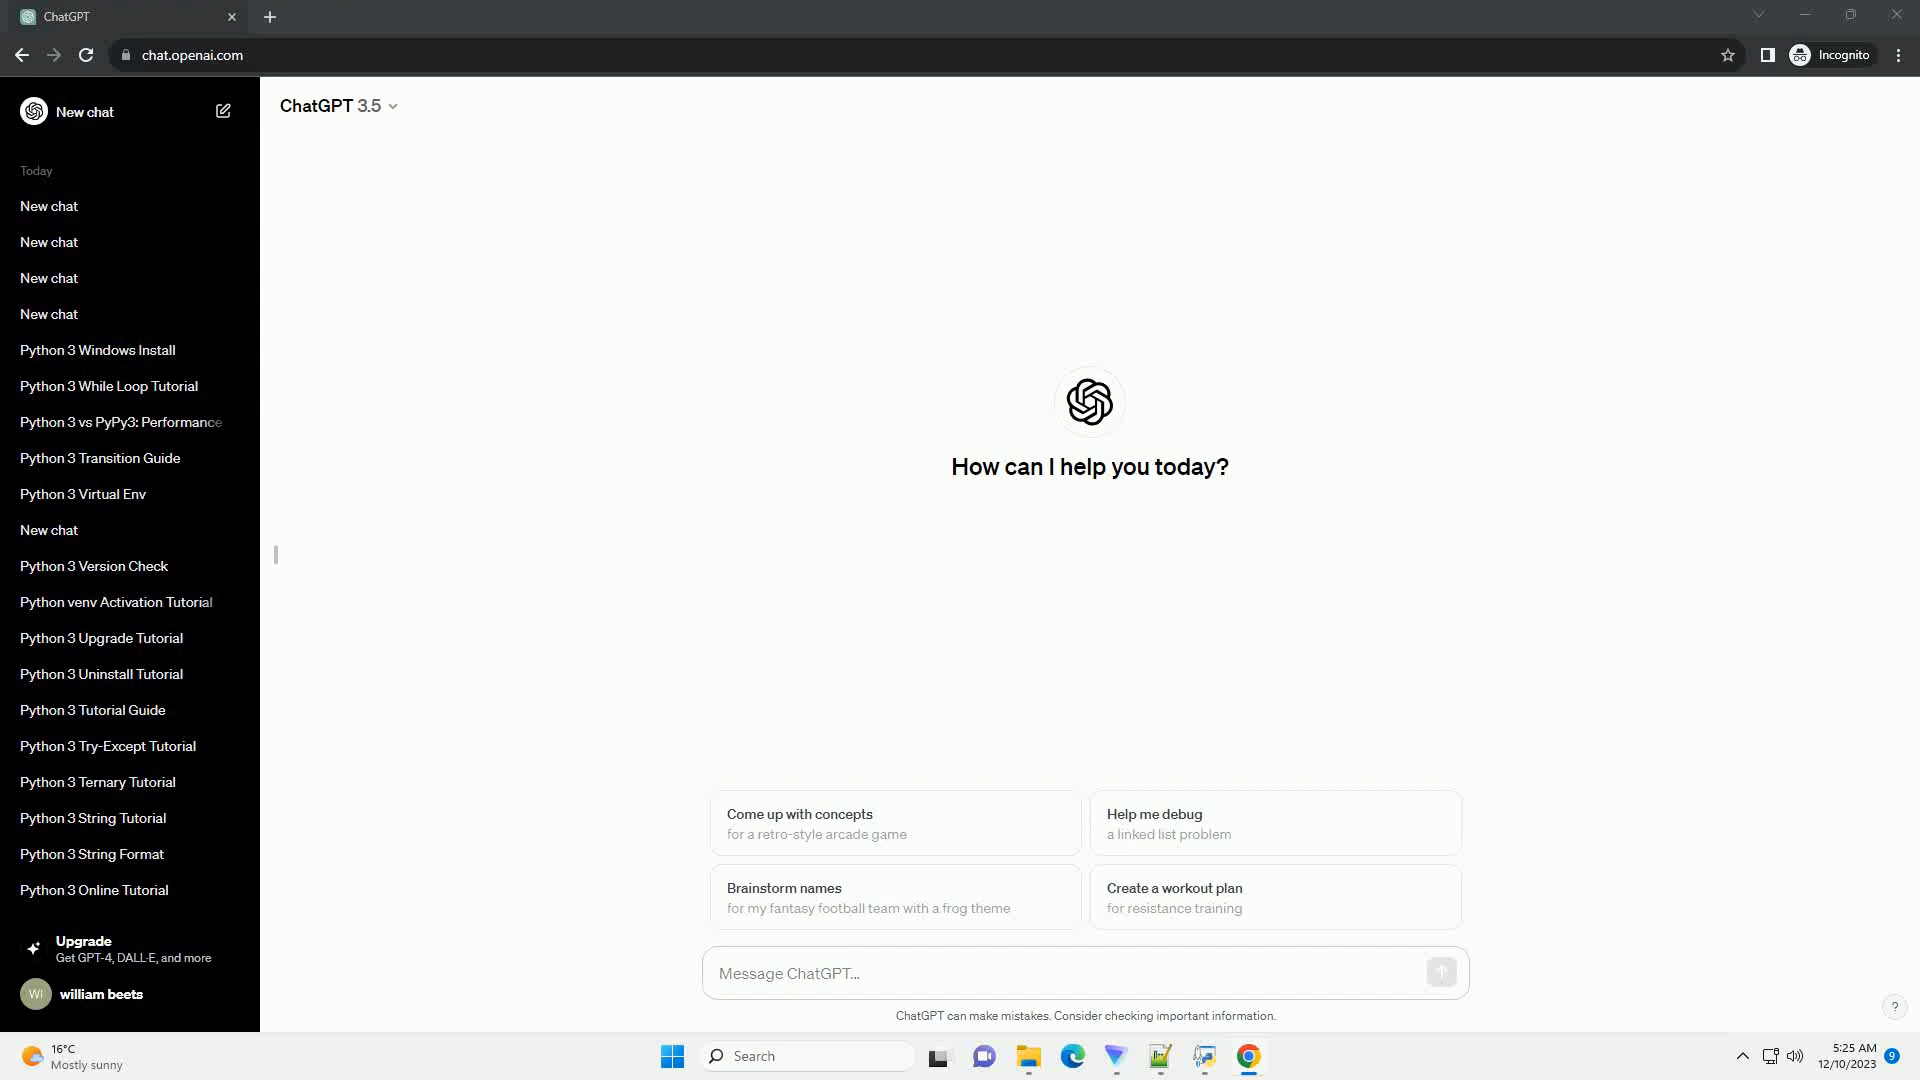 ChatGPT
chat.openai.com
Incognito
New chat
ChatGPT 3.5
Today
New chat
New chat
New chat
New chat
Python 3 Windows Install
Python 3 While Loop Tutorial
Python 3 vs PyPy3: Performance
Python 3 Transition Guide
Python 3 Virtual Env
New chat
Python 3 Version Check
Python venv Activation Tutorial
Python 3 Upgrade Tutorial
Python 3 Uninstall Tutorial
Python 3 Tutorial Guide
Python 3 Try-Except Tutorial
Python 3 Ternary Tutorial
Python 3 String Tutorial
Python 3 String Format
Python 3 Online Tutorial
Upgrade
Get GPT-4, DALL·E, and more
WI
william beets
How can I help you today?
Come up with concepts
for a retro-style arcade game
Help me debug
a linked list problem
Brainstorm names
for my fantasy football team with a frog theme
Create a workout plan
for resistance training
Message ChatGPT...
ChatGPT can make mistakes. Consider checking important information.
?
16°C
Mostly sunny
Search
5:25 AM
12/10/2023
9